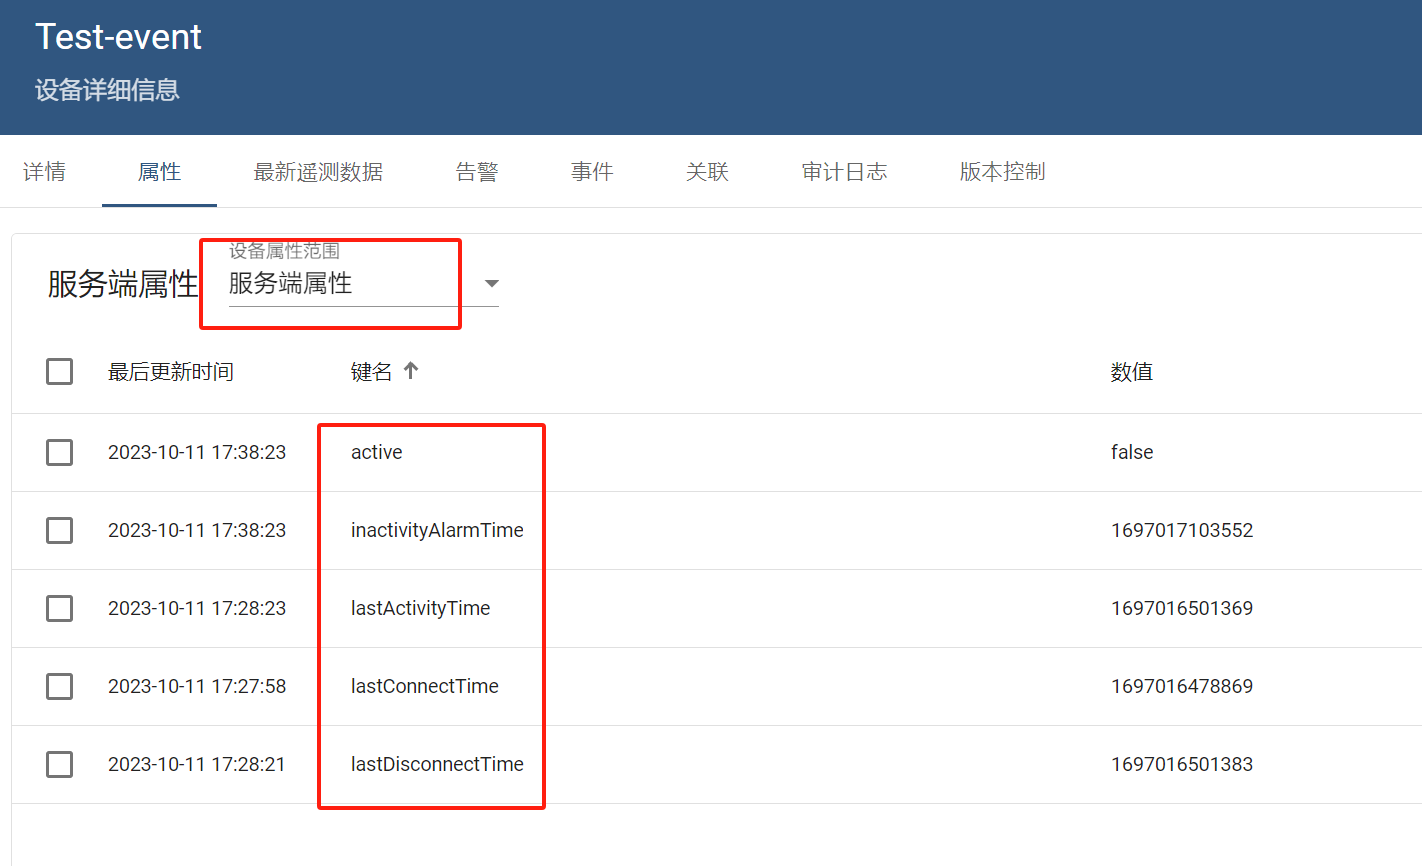 Test-event
设备详细信息
详情 属性 最新遥测数据 告警 事件 关联 审计日志 版本控制
设备属性范围
服务端属性 服务端属性
最后更新时间 键名 数值
2023-10-11 17:38:23 active false
2023-10-11 17:38:23 inactivityAlarmTime 1697017103552
2023-10-11 17:28:23 lastActivityTime 1697016501369
2023-10-11 17:27:58 lastConnectTime 1697016478869
2023-10-11 17:28:21 lastDisconnectTime 1697016501383